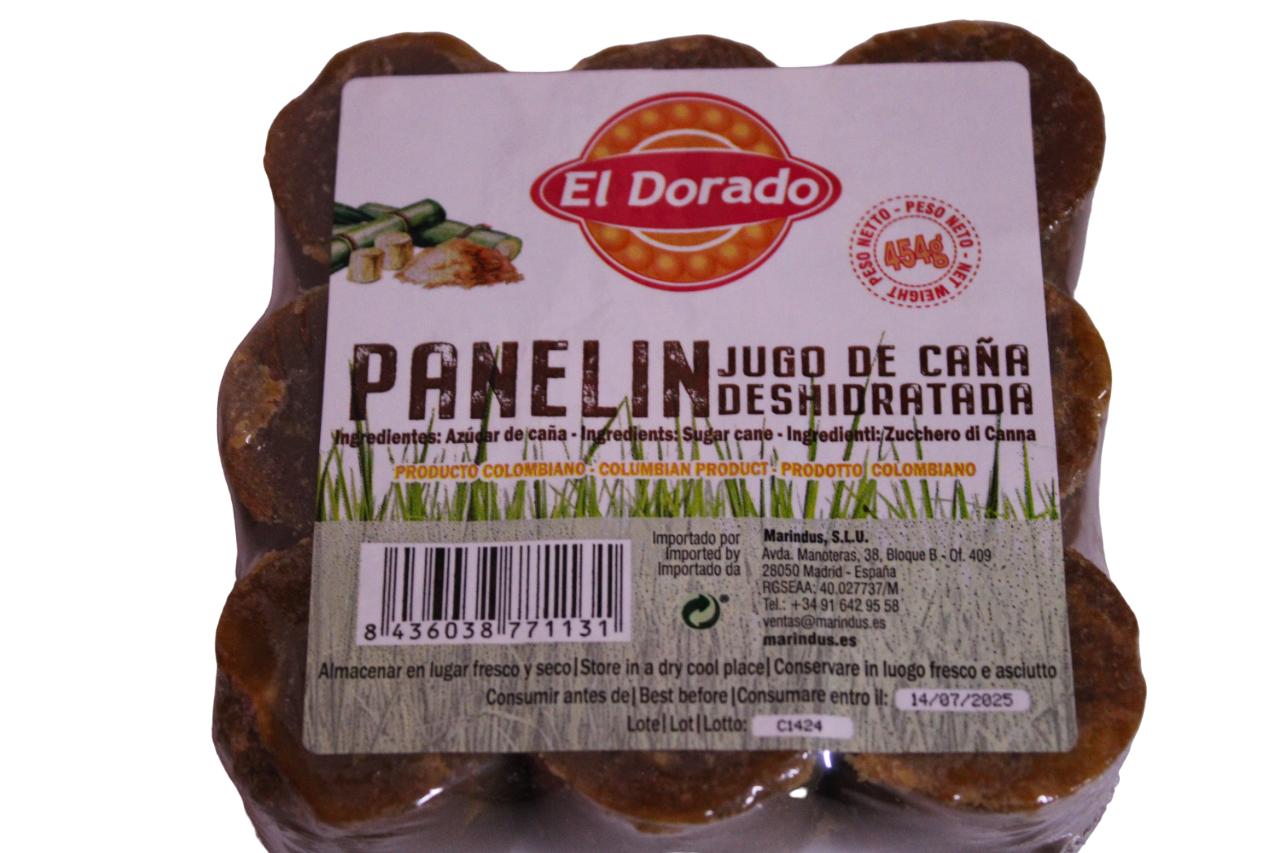 El Dorado
PESO NETTO - PESO NETO - NET WEIGHT
454g
PANELIN
JUGO DE CAÑA
DESHIDRATADA
Ingredientes: Azúcar de caña - Ingredients: Sugar cane - Ingredienti: Zucchero di Canna
PRODUCTO COLOMBIANO - COLUMBIAN PRODUCT - PRODOTTO COLOMBIANO
Importado por
Imported by
Importado da
Marindus, S.L.U.
Avda. Manoteras, 38, Bloque B - Of. 409
28050 Madrid - España
RGSEAA: 40.027737/M
Tel.: +34 91 642 95 58
ventas@marindus.es
marindus.es
8 436038 771131
Almacenar en lugar fresco y seco|Store in a dry cool place| Conservare in luogo fresco e asciutto
Consumir antes de| Best before |Consumare entro il: 14/07/2025
Lote| Lot| Lotto: C1424